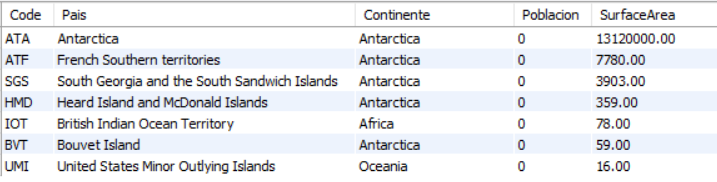 Code Pais Continente Poblacion SurfaceArea
ATA Antarctica Antarctica 0 13120000.00
ATF French Southern territories Antarctica 0 7780.00
SGS South Georgia and the South Sandwich Islands Antarctica 0 3903.00
HMD Heard Island and McDonald Islands Antarctica 0 359.00
IOT British Indian Ocean Territory Africa 0 78.00
BVT Bouvet Island Antarctica 0 59.00
UMI United States Minor Outlying Islands Oceania 0 16.00